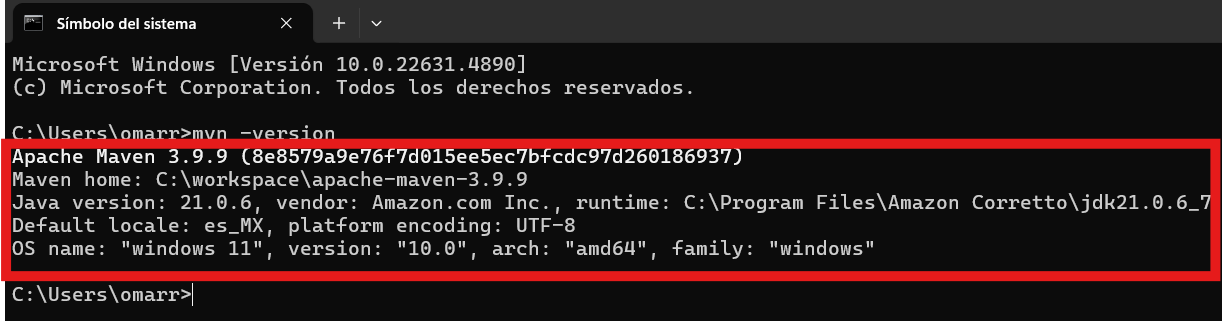 Símbolo del sistema
Microsoft Windows [Versión 10.0.22631.4890]
(c) Microsoft Corporation. Todos los derechos reservados.
C:\Users\omarr>mvn -version
Apache Maven 3.9.9 (8e8579a9e76f7d015ee5ec7bfcdc97d260186937)
Maven home: C:\workspace\apache-maven-3.9.9
Java version: 21.0.6, vendor: Amazon.com Inc., runtime: C:\Program Files\Amazon Corretto\jdk21.0.6_7
Default locale: es_MX, platform encoding: UTF-8
OS name: "windows 11", version: "10.0", arch: "amd64", family: "windows"
C:\Users\omarr>